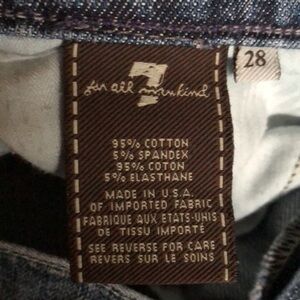 7
for all mankind
28
95% COTTON
5% SPANDEX
95% COTON
5% ELASTHANE
MADE IN U.S.A.
OF IMPORTED FABRIC
FABRIQUE AUX ETATS-UNIS
DE TISSU IMPORTÉ
SEE REVERSE FOR CARE
REVERS SUR LE SOINS